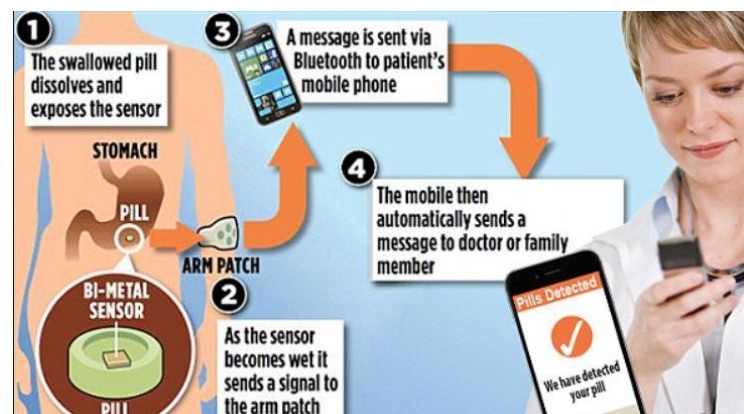 1
The swallowed pill
dissolves and
exposes the sensor
STOMACH
PILL
BI-METAL
SENSOR
PILL
ARM PATCH
2
As the sensor
becomes wet it
sends a signal to
the arm patch
3
A message is sent via
Bluetooth to patient's
mobile phone
4
The mobile then
automatically sends a
message to doctor or family
member
Pills Detected
We have detected
your pill